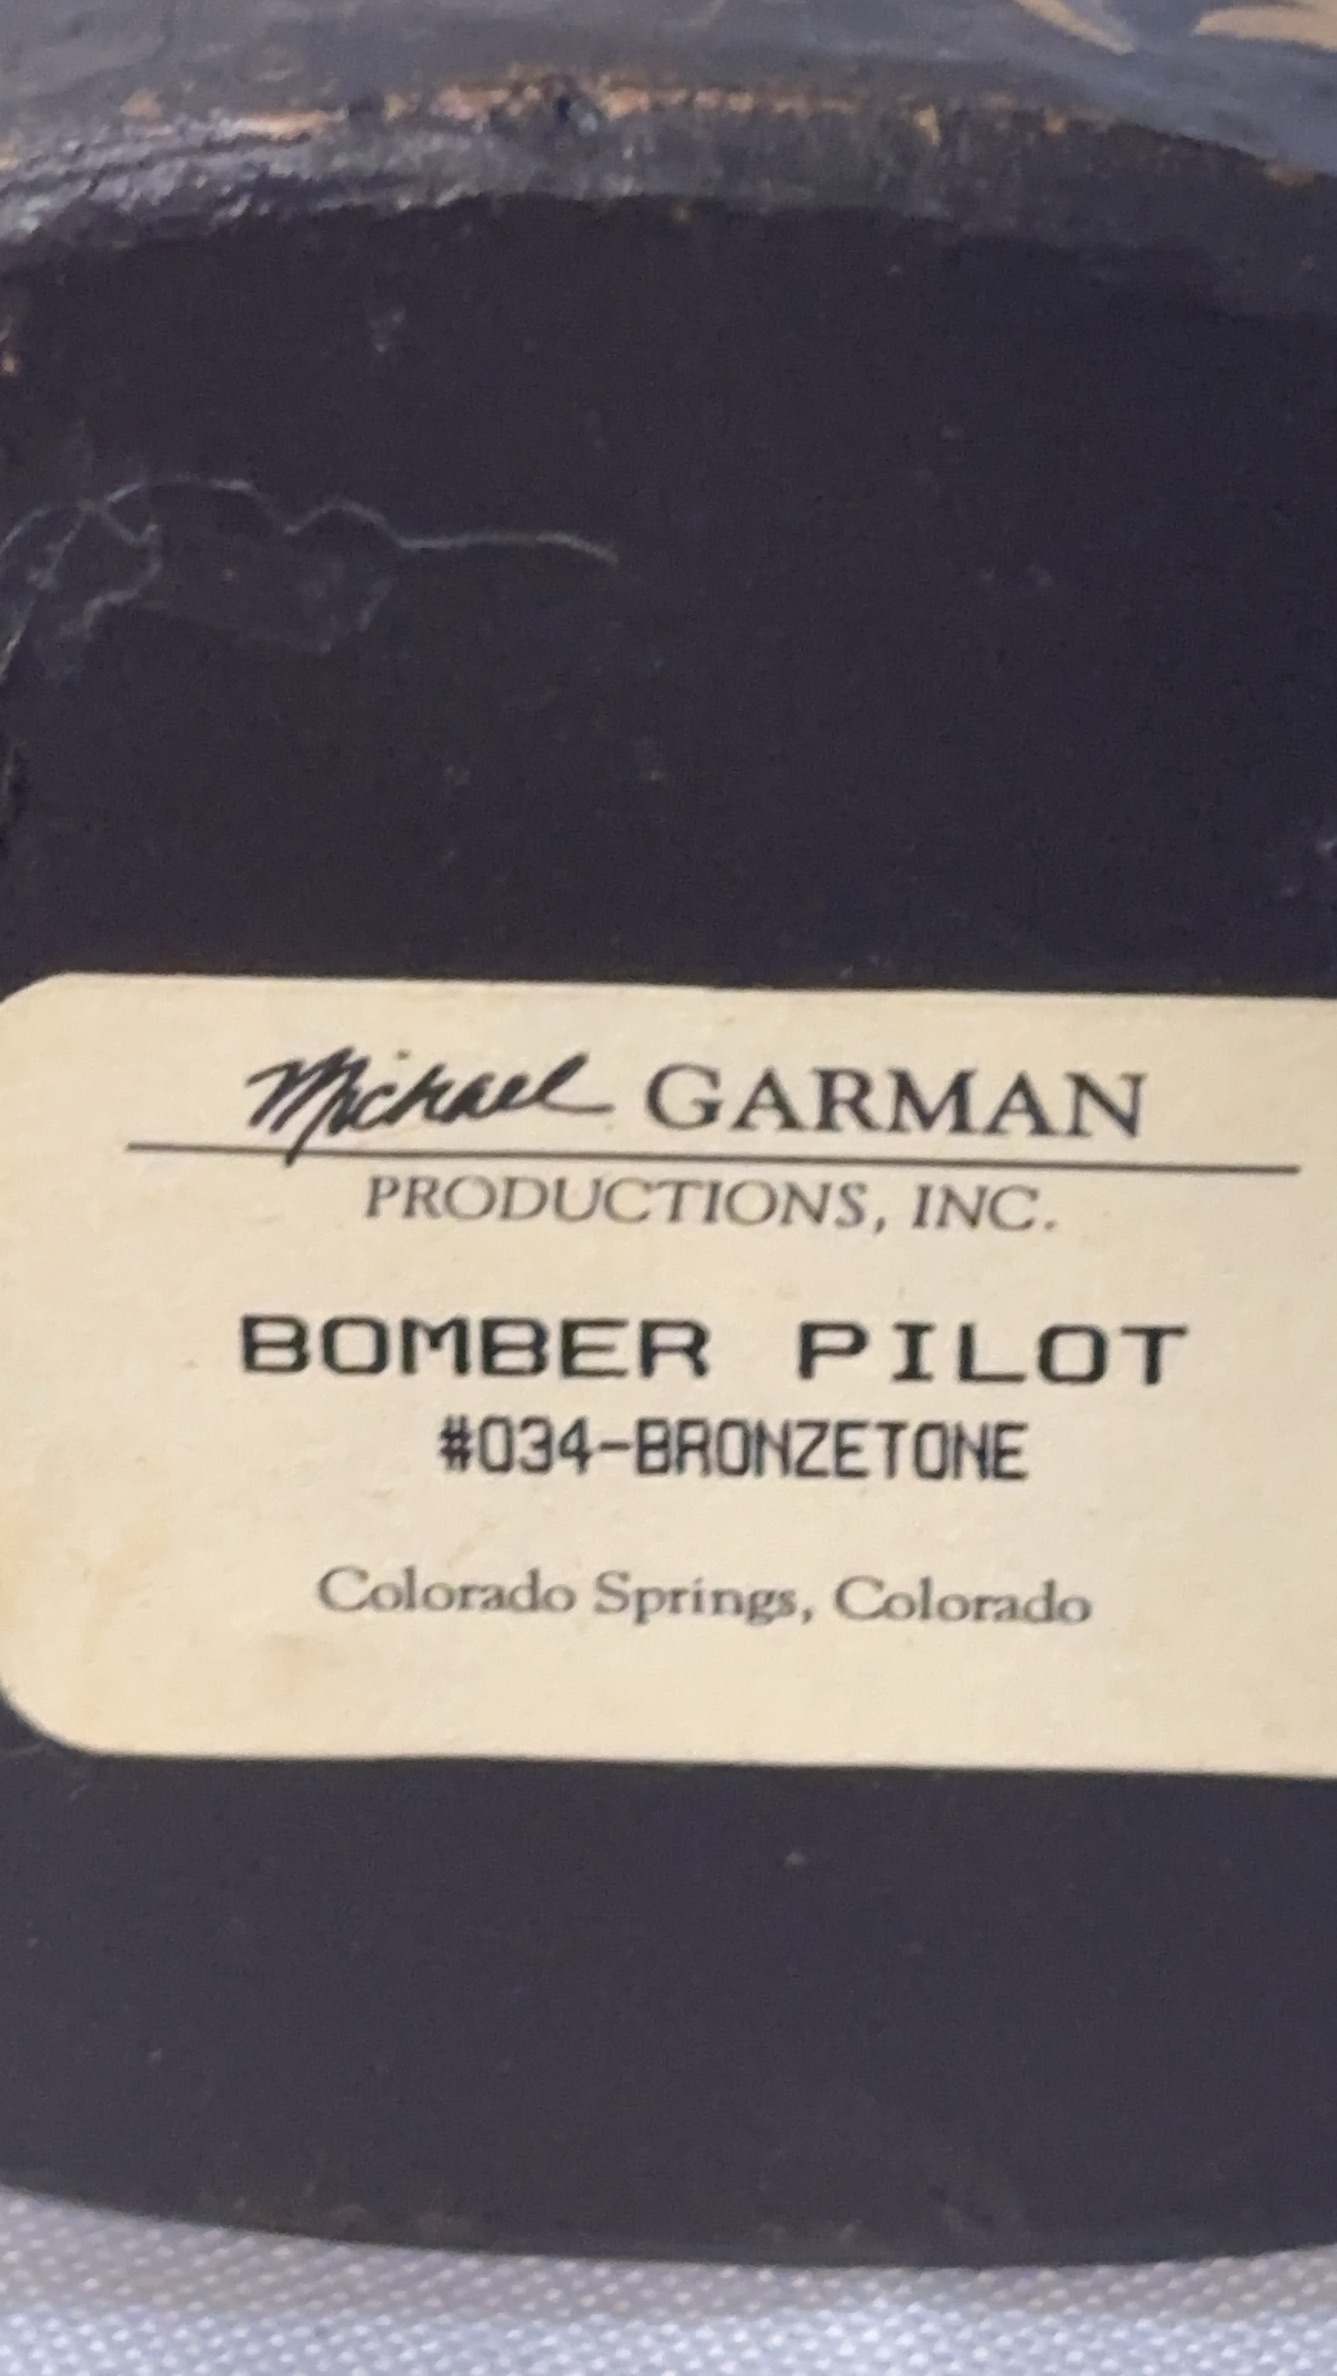 Michael GARMAN
PRODUCTIONS, INC.
BOMBER PILOT
#034-BRONZETONE
Colorado Springs, Colorado